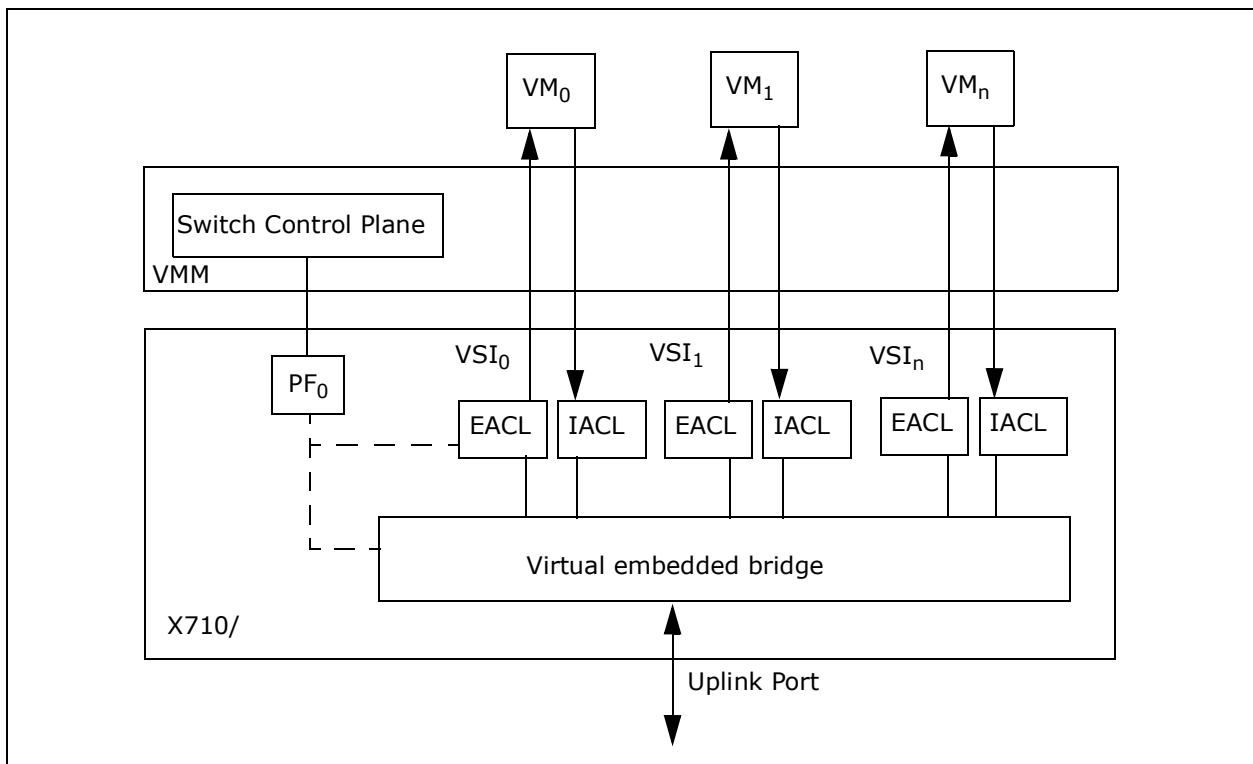 VM0
VM1
VMn
Switch Control Plane
VMM
VSI0
VSI1
VSIn
PF0
EACL
IACL
EACL
IACL
EACL
IACL
Virtual embedded bridge
X710/
Uplink Port